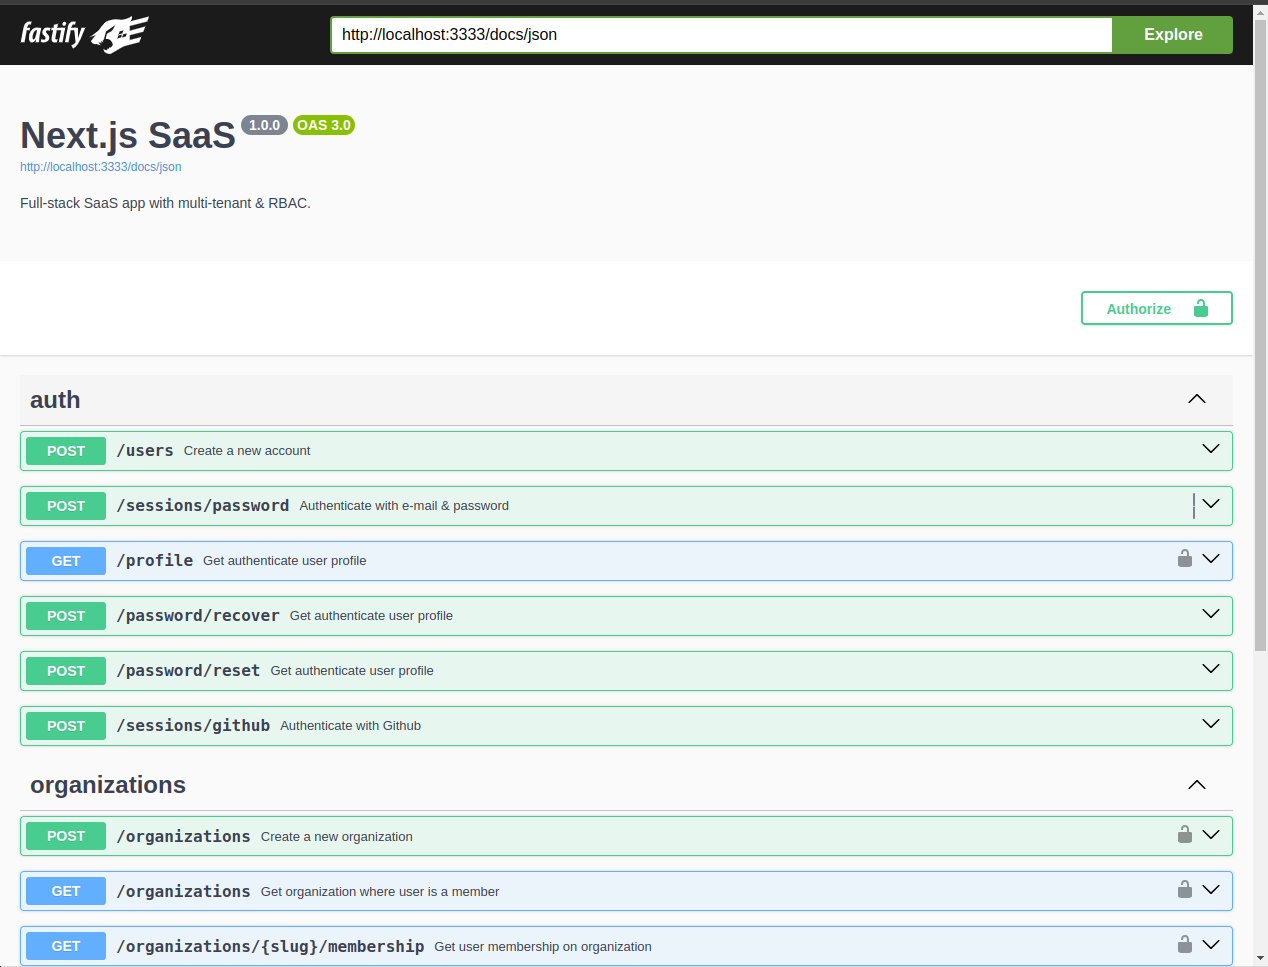 fastify
http://localhost:3333/docs/json Explore
Next.js SaaS 1.0.0 OAS 3.0
http://localhost:3333/docs/json
Full-stack SaaS app with multi-tenant & RBAC.
Authorize
auth
POST /users Create a new account
POST /sessions/password Authenticate with e-mail & password
GET /profile Get authenticate user profile
POST /password/recover Get authenticate user profile
POST /password/reset Get authenticate user profile
POST /sessions/github Authenticate with Github
organizations
POST /organizations Create a new organization
GET /organizations Get organization where user is a member
GET /organizations/{slug}/membership Get user membership on organization